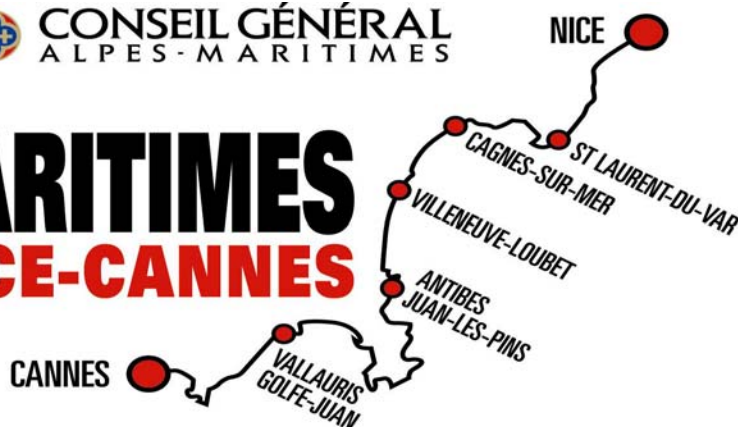 CONSEIL GÉNÉRAL
ALPES-MARITIMES
NICE
ARITIMES
CE-CANNES
ST LAURENT-DU-VAR
CAGNES-SUR-MER
VILLENEUVE-LOUBET
ANTIBES
JUAN-LES-PINS
VALLAURIS
GOLFE-JUAN
CANNES